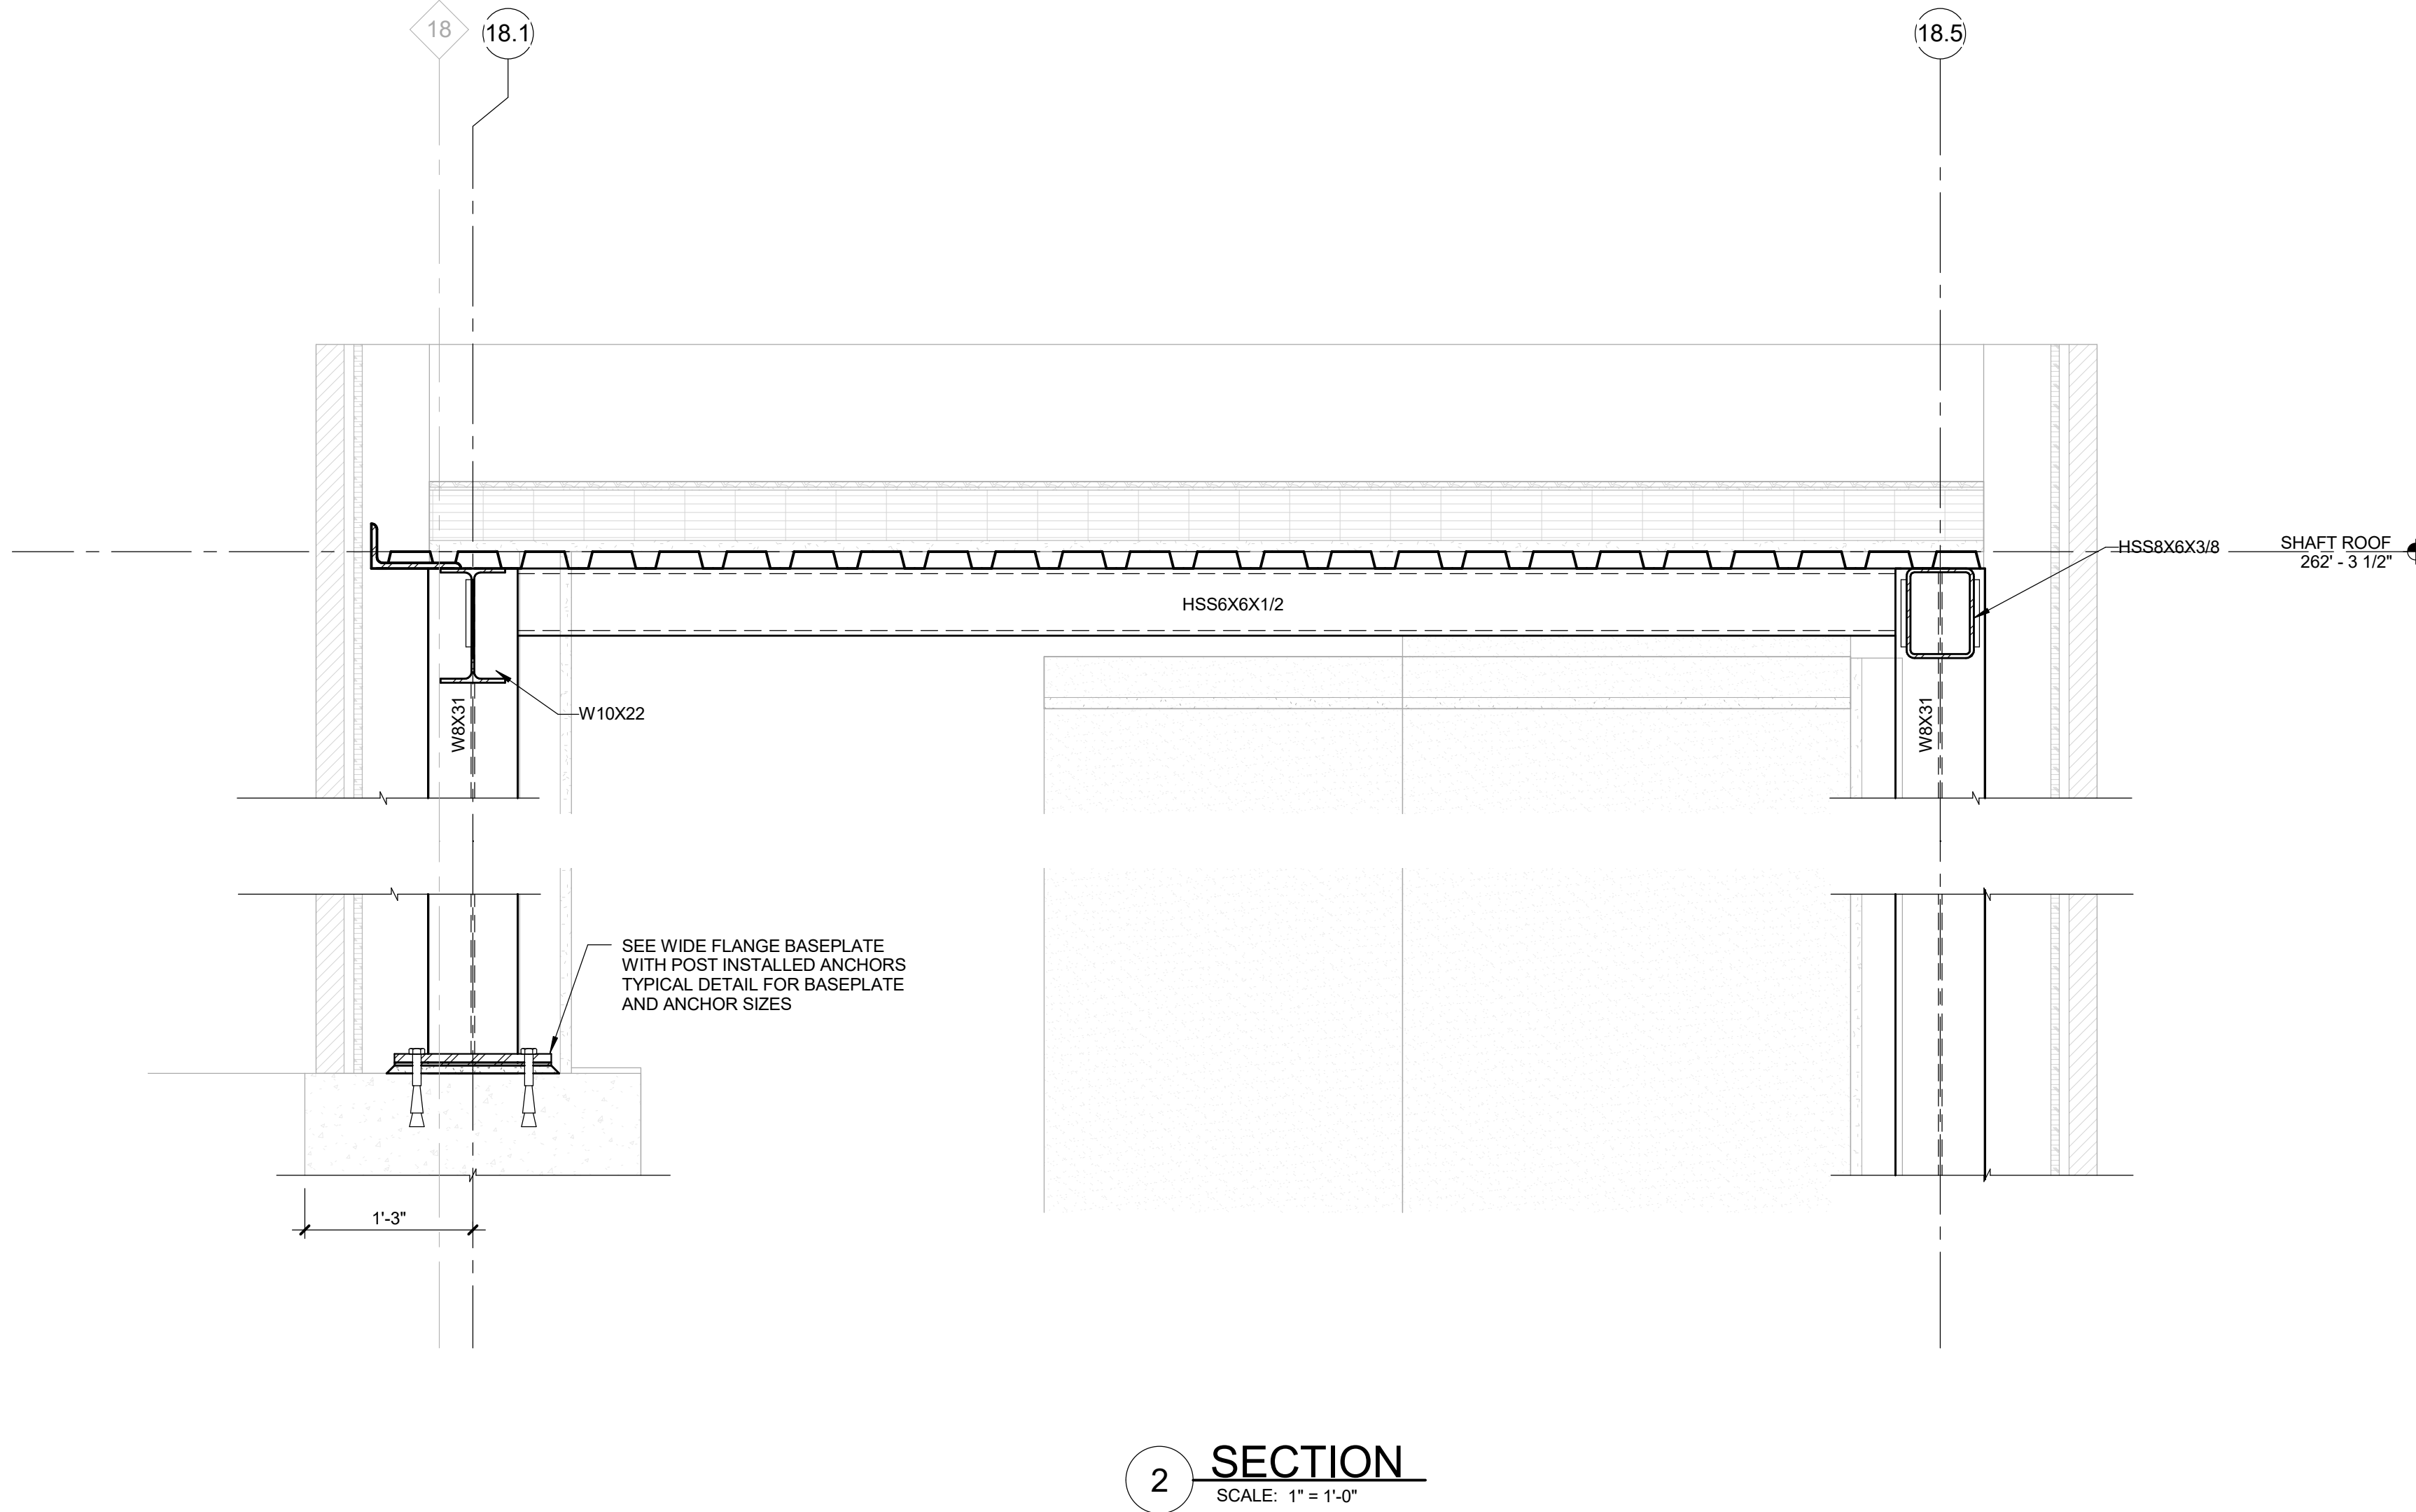 18
18.1
18.5
HSS8X6X3/8
SHAFT ROOF
262' - 3 1/2"
HSS6X6X1/2
W10X22
W8X31
W8X31
SEE WIDE FLANGE BASEPLATE
WITH POST INSTALLED ANCHORS
TYPICAL DETAIL FOR BASEPLATE
AND ANCHOR SIZES
1'-3"
2
SECTION
SCALE: 1" = 1'-0"